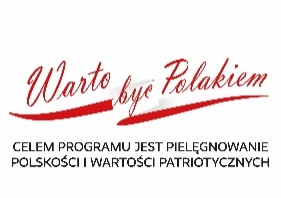 Warto być Polakiem
CELEM PROGRAMU JEST PIELĘGNOWANIE
POLSKOŚCI I WARTOŚCI PATRIOTYCZNYCH